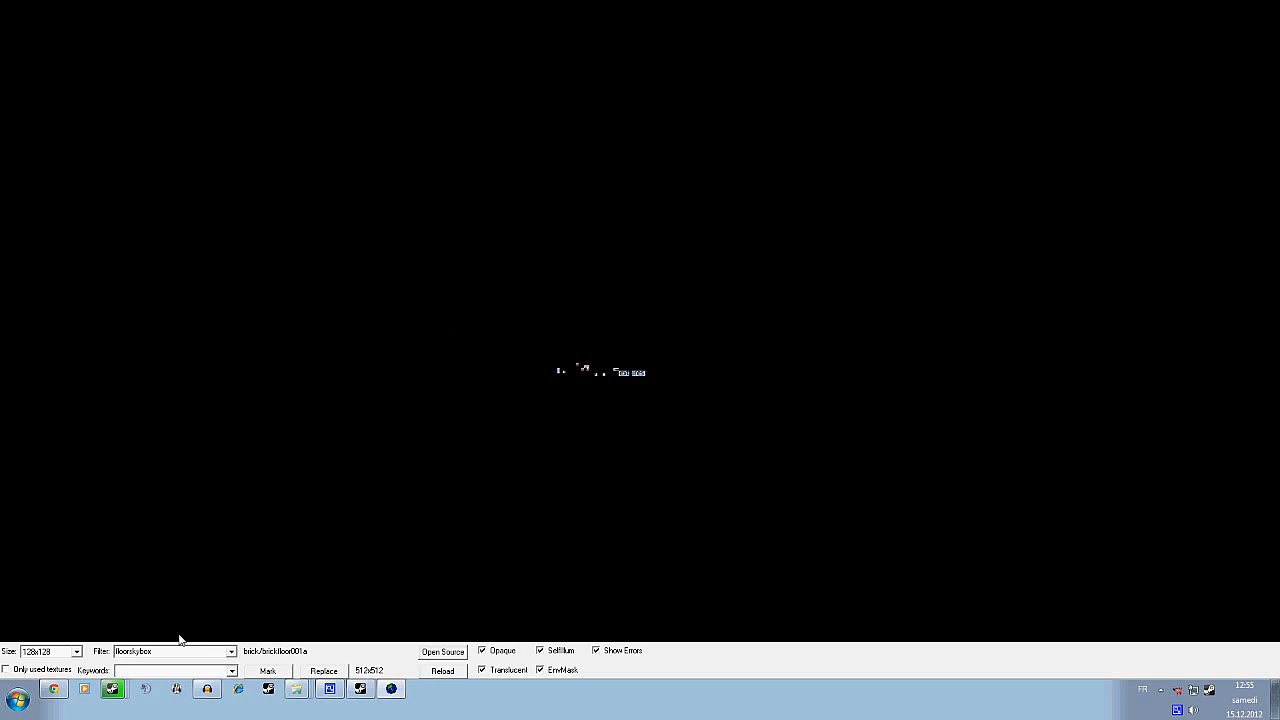 Size: 128x128 Filter: floorskybox brick/brickfloor001a Open Source Opaque SelfIllum Show Errors
Only used textures Keywords: Mark Replace 512x512 Reload Translucent EnvMask
FR 12:55
samedi
15.12.2012